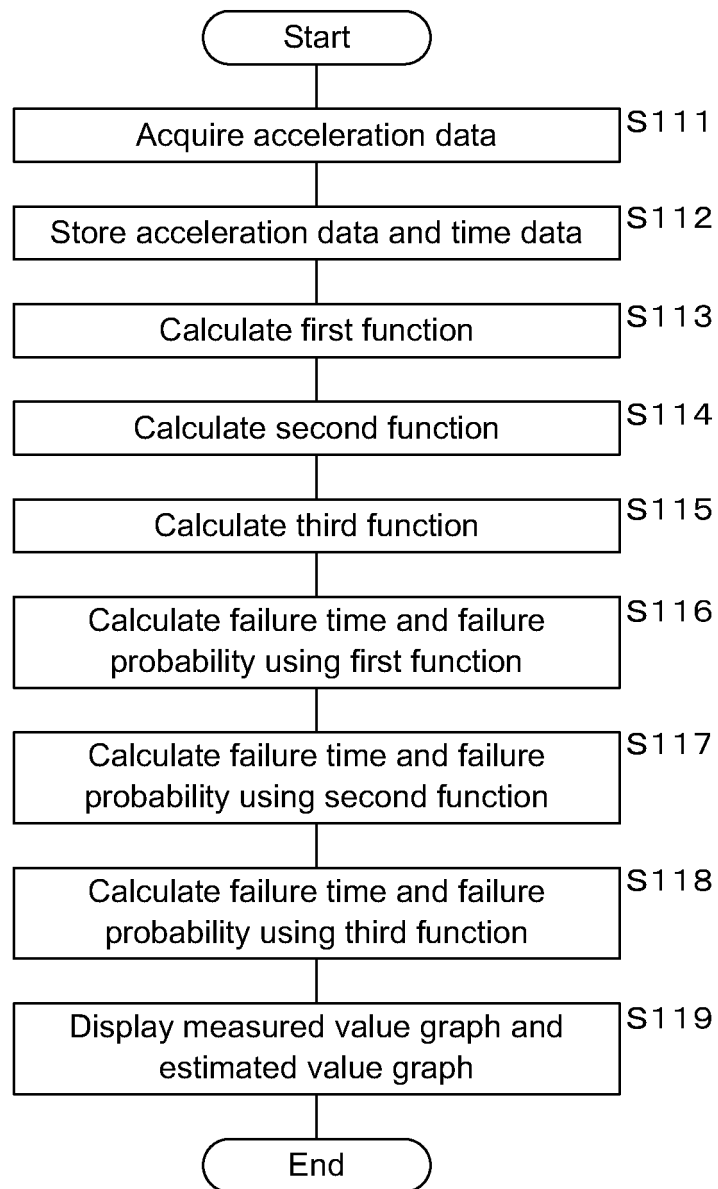 Start
Acquire acceleration data
S111
Store acceleration data and time data
S112
Calculate first function
S113
Calculate second function
S114
Calculate third function
S115
Calculate failure time and failure
probability using first function
S116
Calculate failure time and failure
probability using second function
S117
Calculate failure time and failure
probability using third function
S118
Display measured value graph and
estimated value graph
S119
End